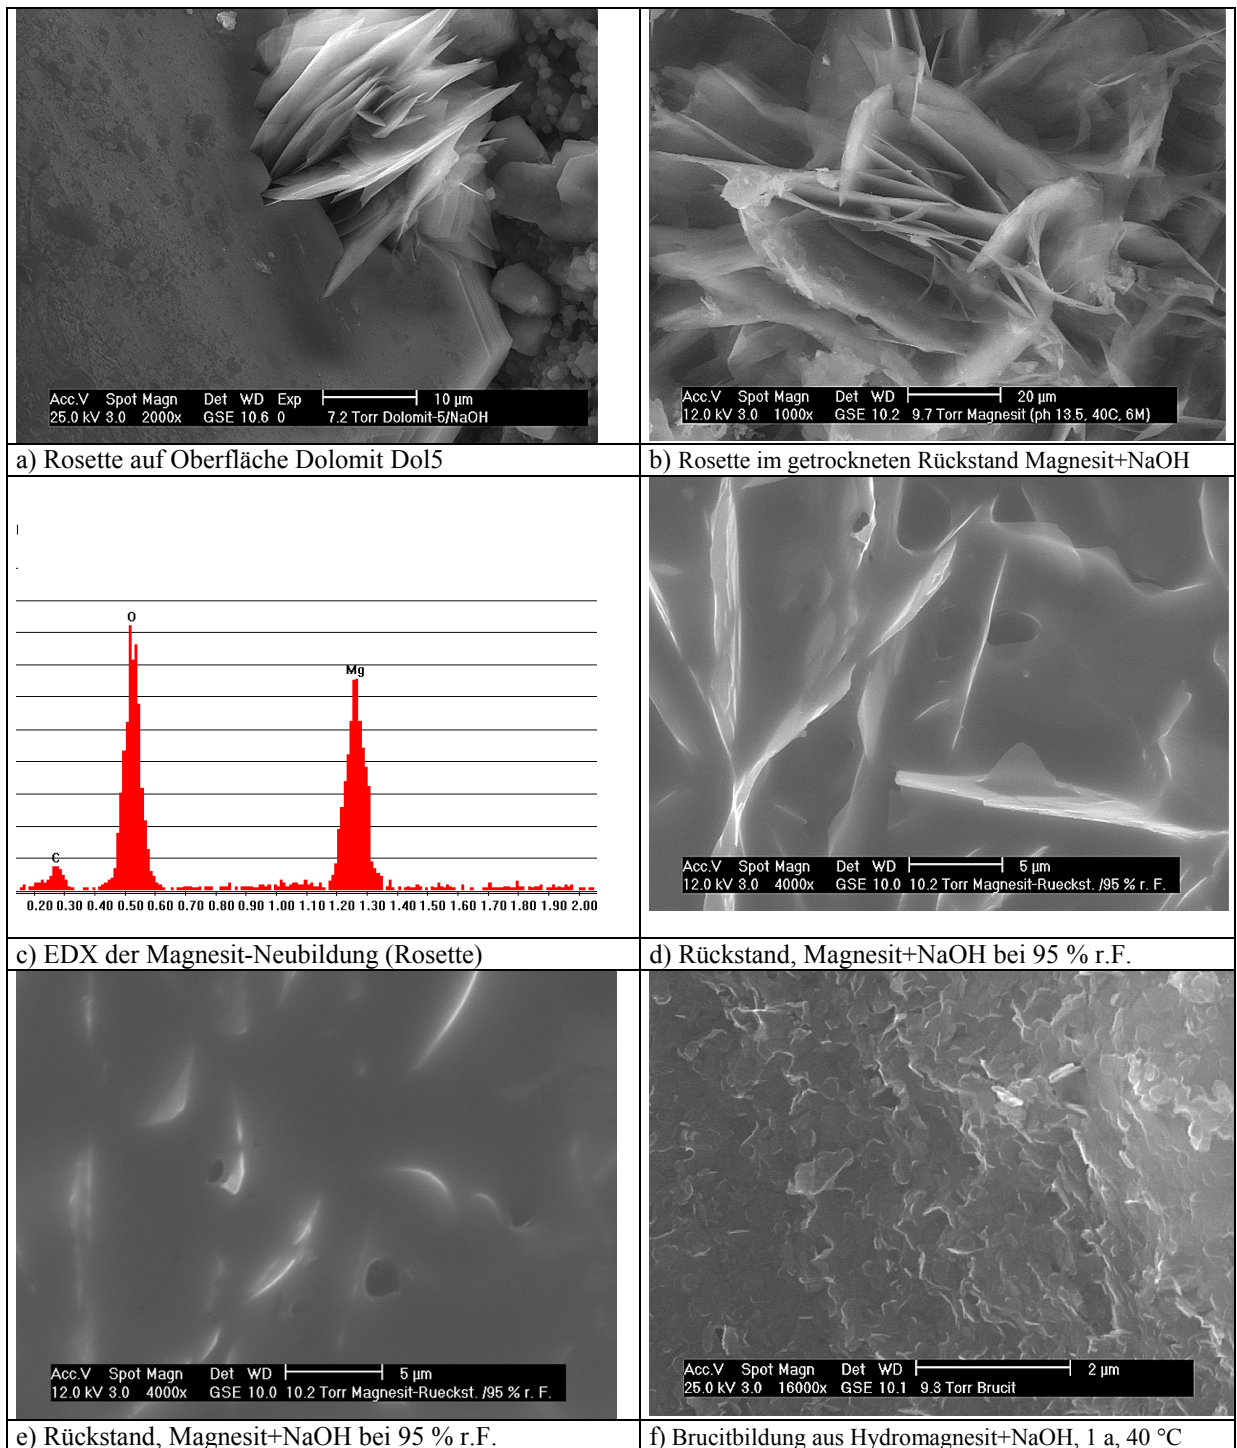 Acc.V Spot Magn Det WD Exp 10 µm
25.0 kV 3.0 2000x GSE 10.6 0 7.2 Torr Dolomit-5/NaOH
Acc.V Spot Magn Det WD 20 µm
12.0 kV 3.0 1000x GSE 10.2 9.7 Torr Magnesit (ph 13.5, 40C, 6M)
a) Rosette auf Oberfläche Dolomit Dol5
b) Rosette im getrockneten Rückstand Magnesit+NaOH
O
Mg
C
0.20 0.30 0.40 0.50 0.60 0.70 0.80 0.90 1.00 1.10 1.20 1.30 1.40 1.50 1.60 1.70 1.80 1.90 2.00
Acc.V Spot Magn Det WD 5 µm
12.0 kV 3.0 4000x GSE 10.0 10.2 Torr Magnesit-Rueckst. /95 % r. F.
c) EDX der Magnesit-Neubildung (Rosette)
d) Rückstand, Magnesit+NaOH bei 95 % r.F.
Acc.V Spot Magn Det WD 5 µm
12.0 kV 3.0 4000x GSE 10.0 10.2 Torr Magnesit-Rueckst. /95 % r. F.
Acc.V Spot Magn Det WD 2 µm
25.0 kV 3.0 16000x GSE 10.1 9.3 Torr Brucit
e) Rückstand, Magnesit+NaOH bei 95 % r.F.
f) Brucitbildung aus Hydromagnesit+NaOH, 1 a, 40 °C